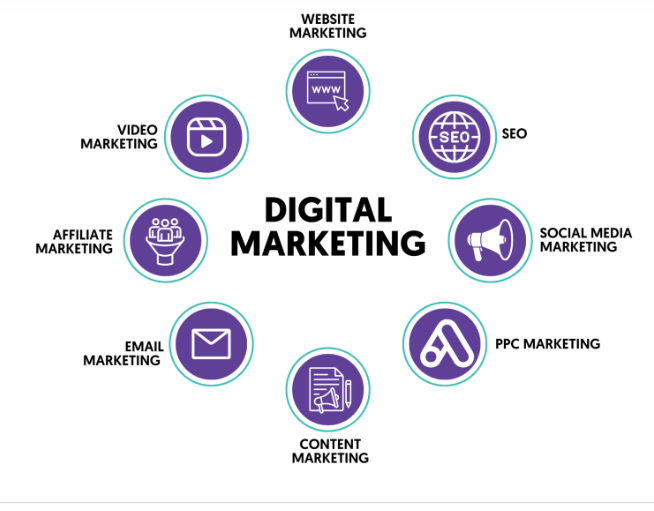 WEBSITE
MARKETING
WWW
VIDEO
MARKETING
SEO
SEO
DIGITAL
MARKETING
AFFILIATE
MARKETING
SOCIAL MEDIA
MARKETING
EMAIL
MARKETING
PPC MARKETING
CONTENT
MARKETING